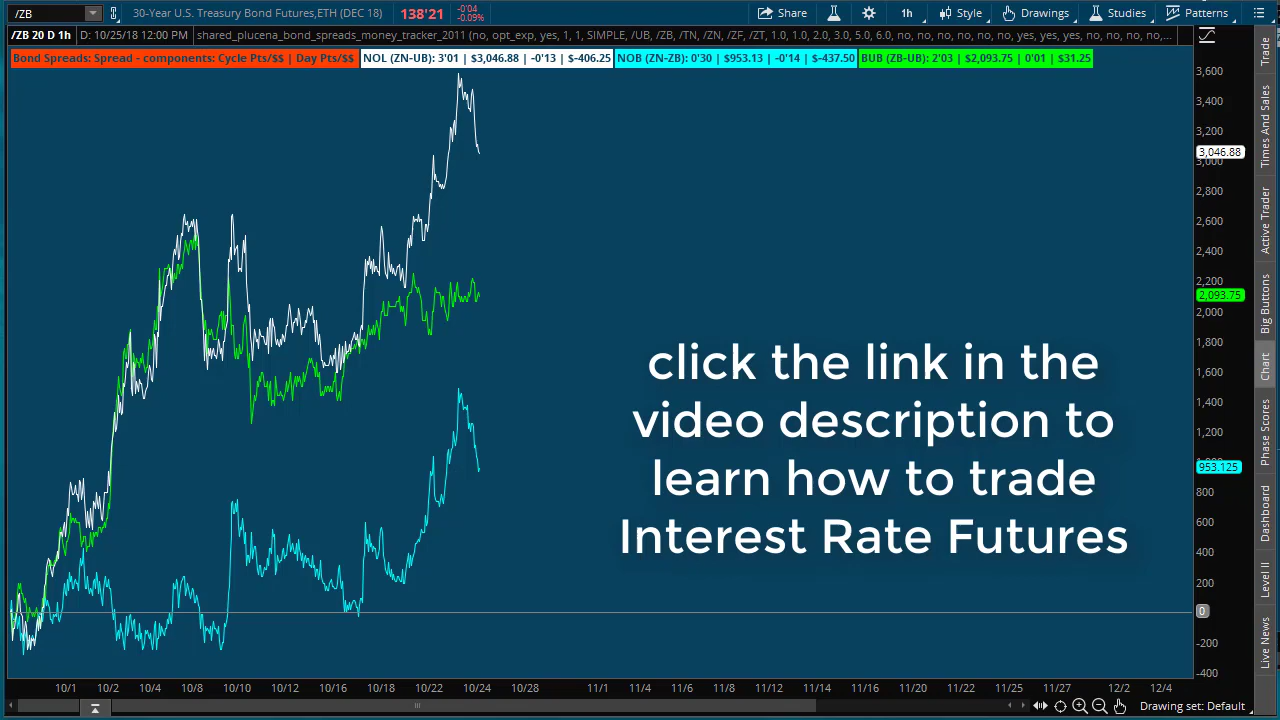 /ZB 30-Year U.S. Treasury Bond Futures,ETH (DEC 18) 138'21 -0'04 -0.09% Share 1h Style Drawings Studies Patterns
/ZB 20 D 1h D: 10/25/18 12:00 PM shared_plucena_bond_spreads_money_tracker_2011 (no, opt_exp, yes, 1, 1, SIMPLE, /UB, /ZB, /TN, /ZN, /ZF, /ZT, 1.0, 1.0, 2.0, 3.0, 5.0, 6.0, no, no, no, no, no, yes, yes, yes, no, no, no,...
Bond Spreads: Spread - components: Cycle Pts/$$ | Day Pts/$$ NOL (ZN-UB): 3'01 | $3,046.88 | -0'13 | $-406.25 NOB (ZN-ZB): 0'30 | $953.13 | -0'14 | $-437.50 BUB (ZB-UB): 2'03 | $2,093.75 | 0'01 | $31.25
3,600
3,400
3,200
3,046.88
3,000
2,800
2,600
2,400
2,200
2,093.75
2,000
1,800
1,600
1,400
1,200
953.125
800
600
400
200
0
-200
-400
click the link in the
video description to
learn how to trade
Interest Rate Futures
10/1 10/2 10/4 10/8 10/10 10/12 10/16 10/18 10/22 10/24 10/28 11/1 11/4 11/6 11/8 11/12 11/14 11/18 11/20 11/22 11/25 11/27 12/2 12/4
Drawing set: Default
Trade
Times And Sales
Active Trader
Big Buttons
Chart
Phase Scores
Dashboard
Level II
Live News